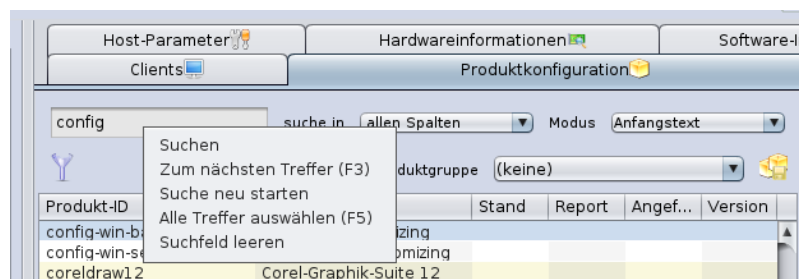 Host-Parameter Hardwareinformationen Software-I
Clients Produktkonfiguration
config suche in allen Spalten Modus Anfangstext
Suchen
Zum nächsten Treffer (F3)
Suche neu starten
Alle Treffer auswählen (F5)
Suchfeld leeren
duktgruppe (keine)
Produkt-ID Stand Report Angef... Version
config-win-ba izing
config-win-se omizing
coreldraw12 Corel-Graphik-Suite 12